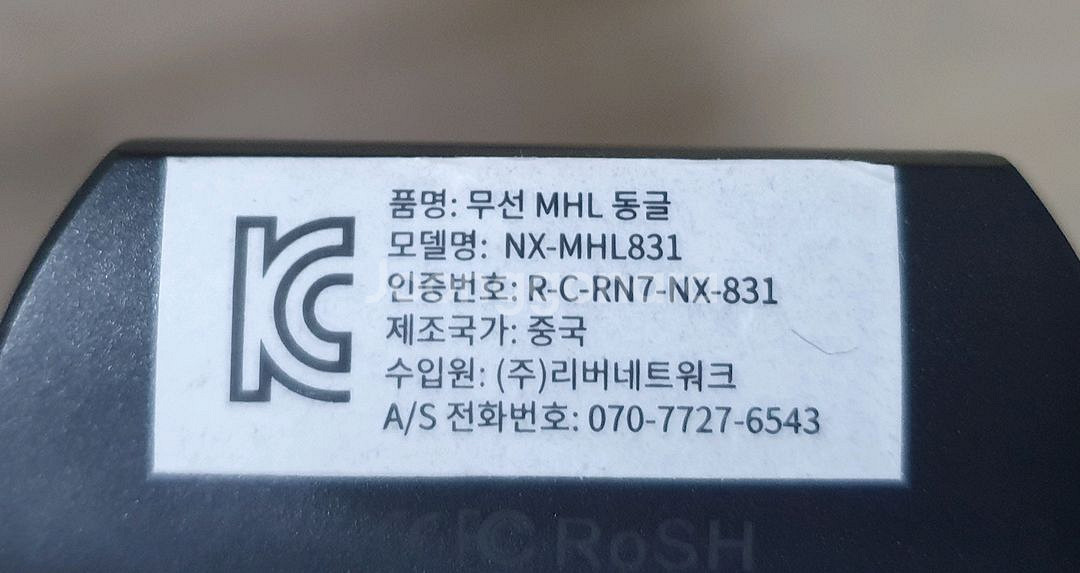 KC
품명: 무선 MHL 동글
모델명: NX-MHL831
인증번호: R-C-RN7-NX-831
제조국가: 중국
수입원: (주)리버네트워크
A/S 전화번호: 070-7727-6543
FC RoSH